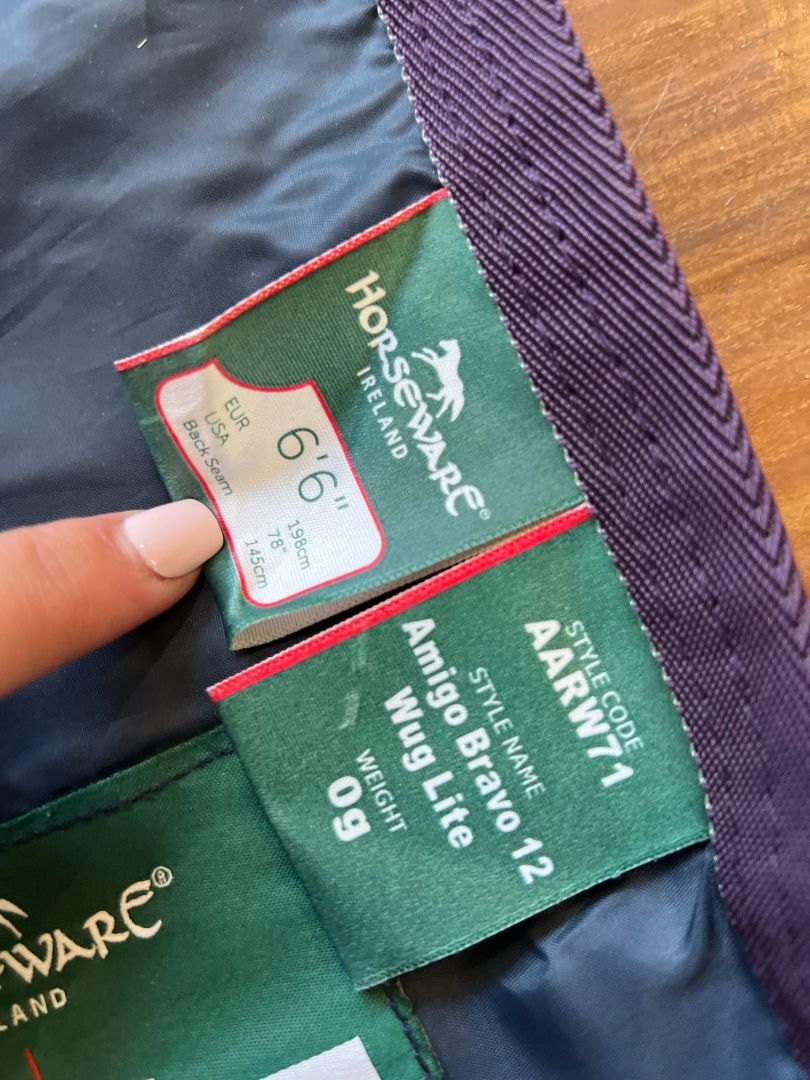 HORSEWARE®
IRELAND
6'6"
EUR 198cm
USA 78"
Back Seam 145cm
STYLE CODE
AARW71
STYLE NAME
Amigo Bravo 12
Wug Lite
WEIGHT
0g
WARE®
LAND